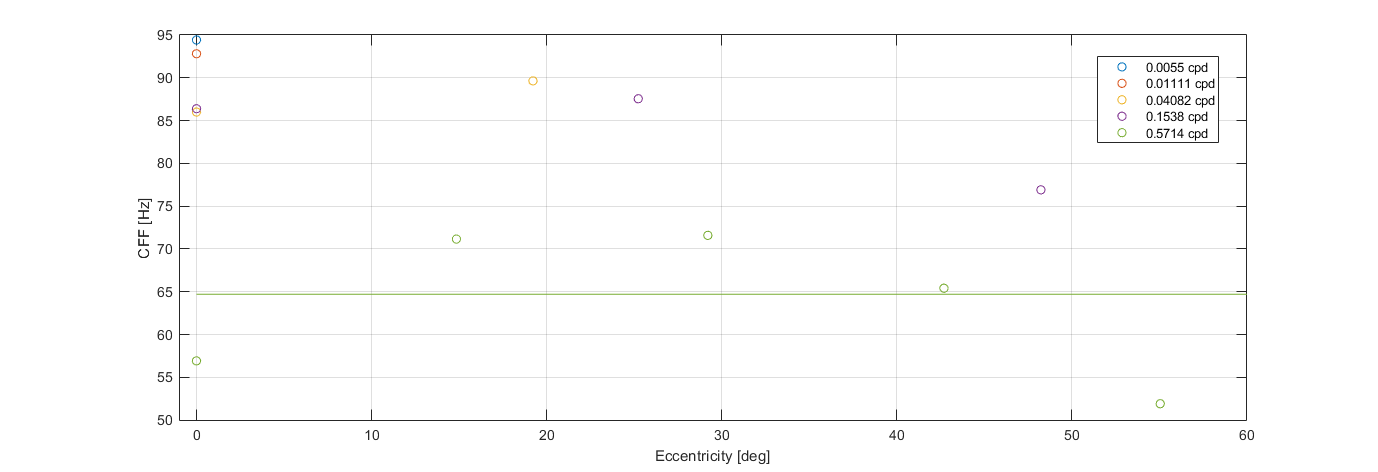 95
90
85
80
75
70
65
60
55
50
CFF [Hz]
0.0055 cpd
0.01111 cpd
0.04082 cpd
0.1538 cpd
0.5714 cpd
0 10 20 30 40 50 60
Eccentricity [deg]